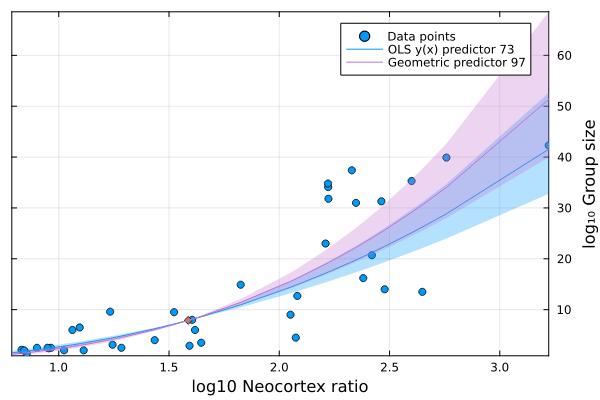 Data points
OLS y(x) predictor 73
Geometric predictor 97
60
50
40
30
20
10
log₁₀ Group size
1.0 1.5 2.0 2.5 3.0
log10 Neocortex ratio